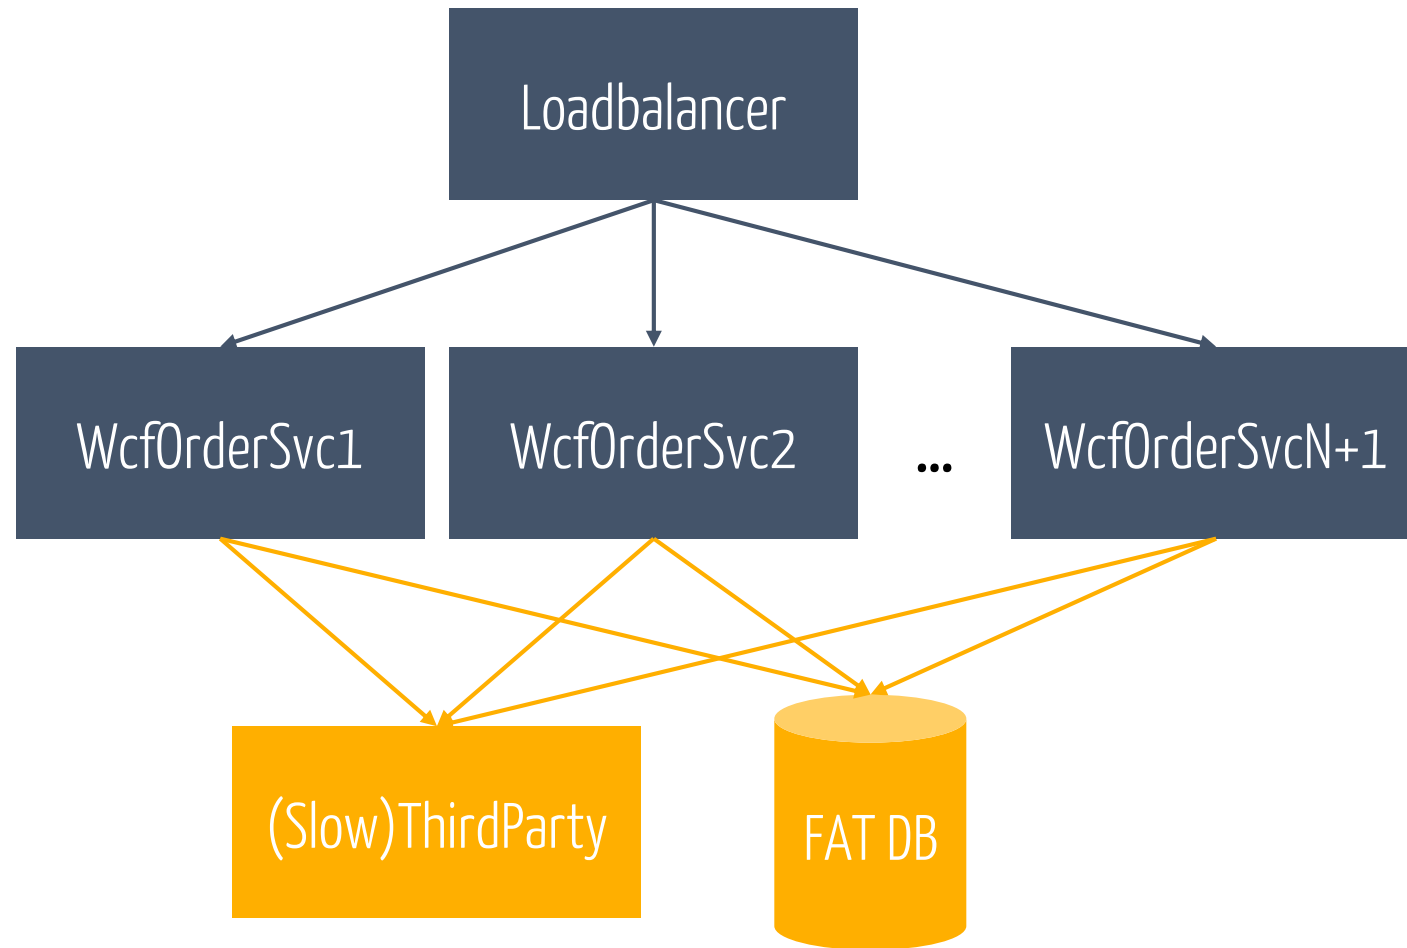 Loadbalancer
WcfOrderSvc1
WcfOrderSvc2
...
WcfOrderSvcN+1
(Slow)ThirdParty
FAT DB